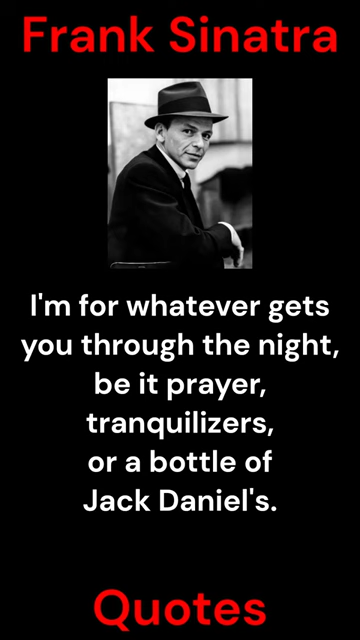 Frank Sinatra
I'm for whatever gets
you through the night,
be it prayer,
tranquilizers,
or a bottle of
Jack Daniel's.
Quotes